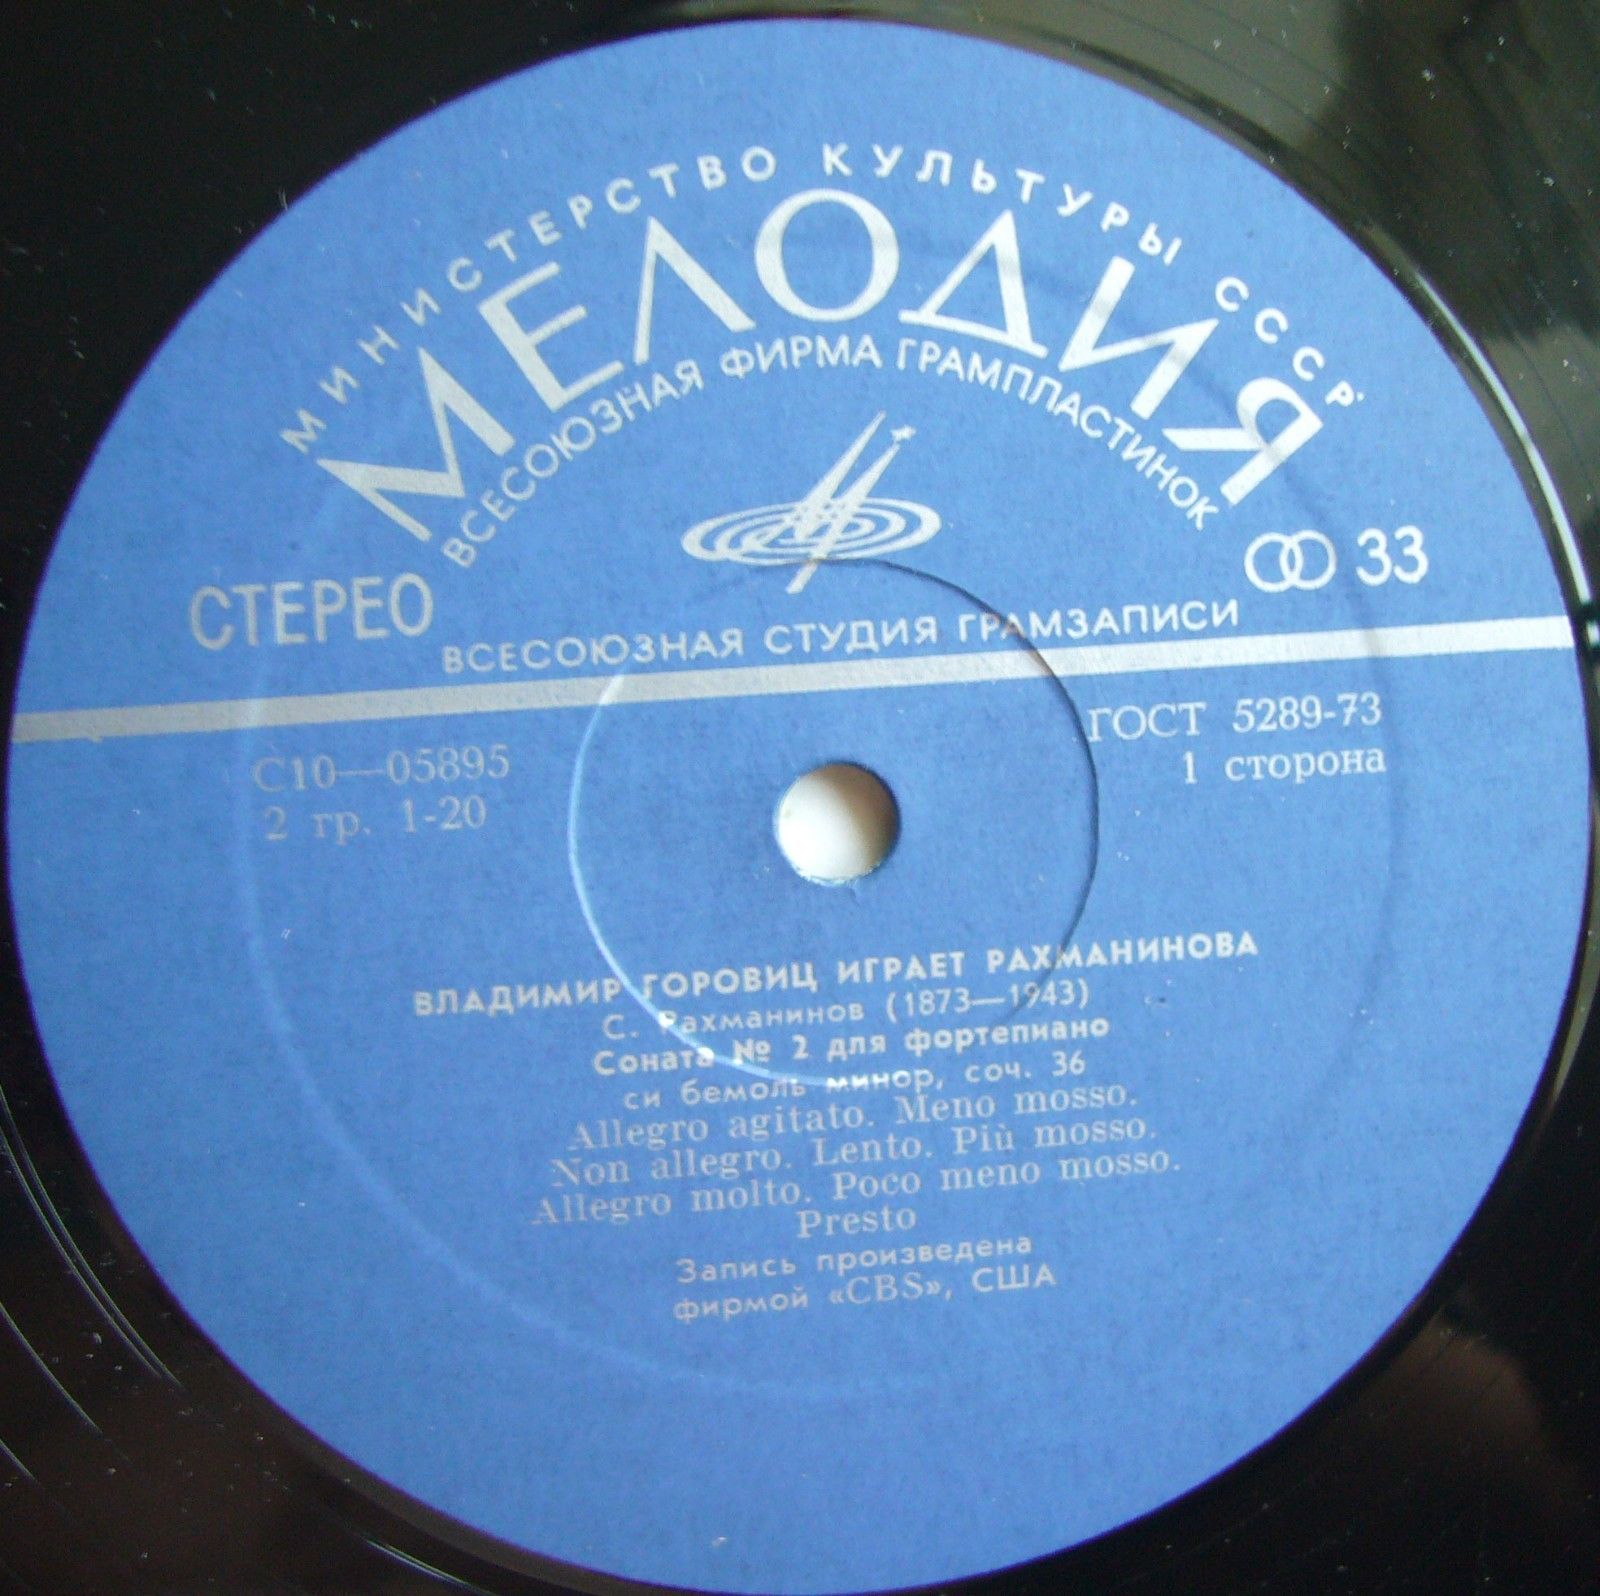 МИНИСТЕРСТВО КУЛЬТУРЫ СССР
МЕЛОДИЯ
ВСЕСОЮЗНАЯ ФИРМА ГРАМПЛАСТИНОК
СТЕРЕО
33
ВСЕСОЮЗНАЯ СТУДИЯ ГРАМЗАПИСИ
С10—05895
2 гр. 1-20
ГОСТ 5289-73
1 сторона
ВЛАДИМИР ГОРОВИЦ ИГРАЕТ РАХМАНИНОВА
С. Рахманинов (1873—1943)
Соната № 2 для фортепиано
си бемоль минор, соч. 36
Allegro agitato. Meno mosso.
Non allegro. Lento. Più mosso.
Allegro molto. Poco meno mosso.
Presto
Запись произведена
фирмой «CBS», США